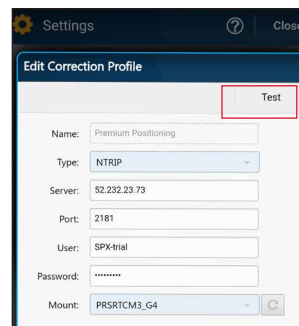 Settings
Close
Edit Correction Profile
Test
Name: Premium Positioning
Type: NTRIP
Server: 52.232.23.73
Port: 2181
User: SPX-trial
Password: •••••••••
Mount: PRSRTCM3_G4